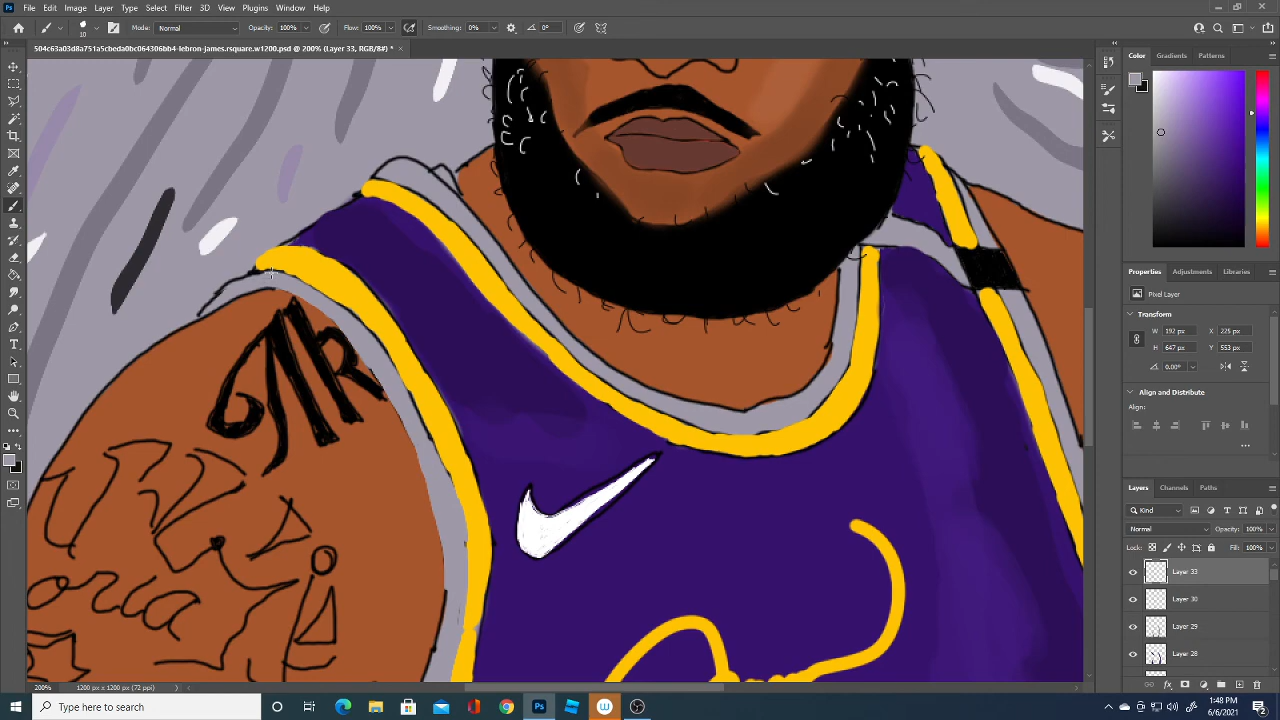 File Edit Image Layer Type Select Filter 3D View Plugins Window Help
10 Mode: Normal Opacity: 100% Flow: 100% Smoothing: 0% 0°
504c63a03d8a751a5cbeda0bc064306bb4-lebron-james.rsquare.w1200.psd @ 200% (Layer 33, RGB/8#) *
Color Gradients Patterns
Properties Adjustments Libraries
Pixel Layer
Transform
W 192 px X 225 px
H 647 px Y 553 px
0.00°
Align and Distribute
Align:
Layers Channels Paths
Kind
Normal Opacity: 100%
Lock: Fill: 100%
Layer 33
Layer 30
Layer 29
Layer 28
200% 1200 px x 1200 px (72 ppi)
Type here to search
1:48 PM
6/6/2021